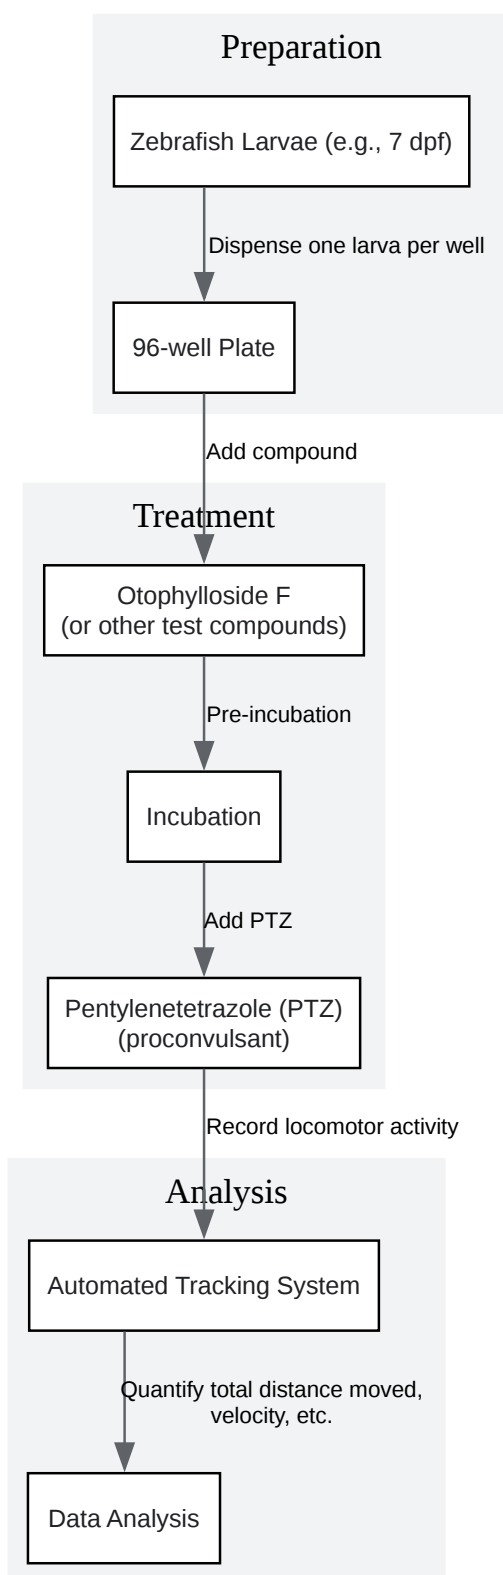 Preparation
Zebrafish Larvae (e.g., 7 dpf)
Dispense one larva per well
96-well Plate
Add compound
Treatment
Otophylloside F
(or other test compounds)
Pre-incubation
Incubation
Add PTZ
Pentylenetetrazole (PTZ)
(proconvulsant)
Record locomotor activity
Analysis
Automated Tracking System
Quantify total distance moved,
velocity, etc.
Data Analysis